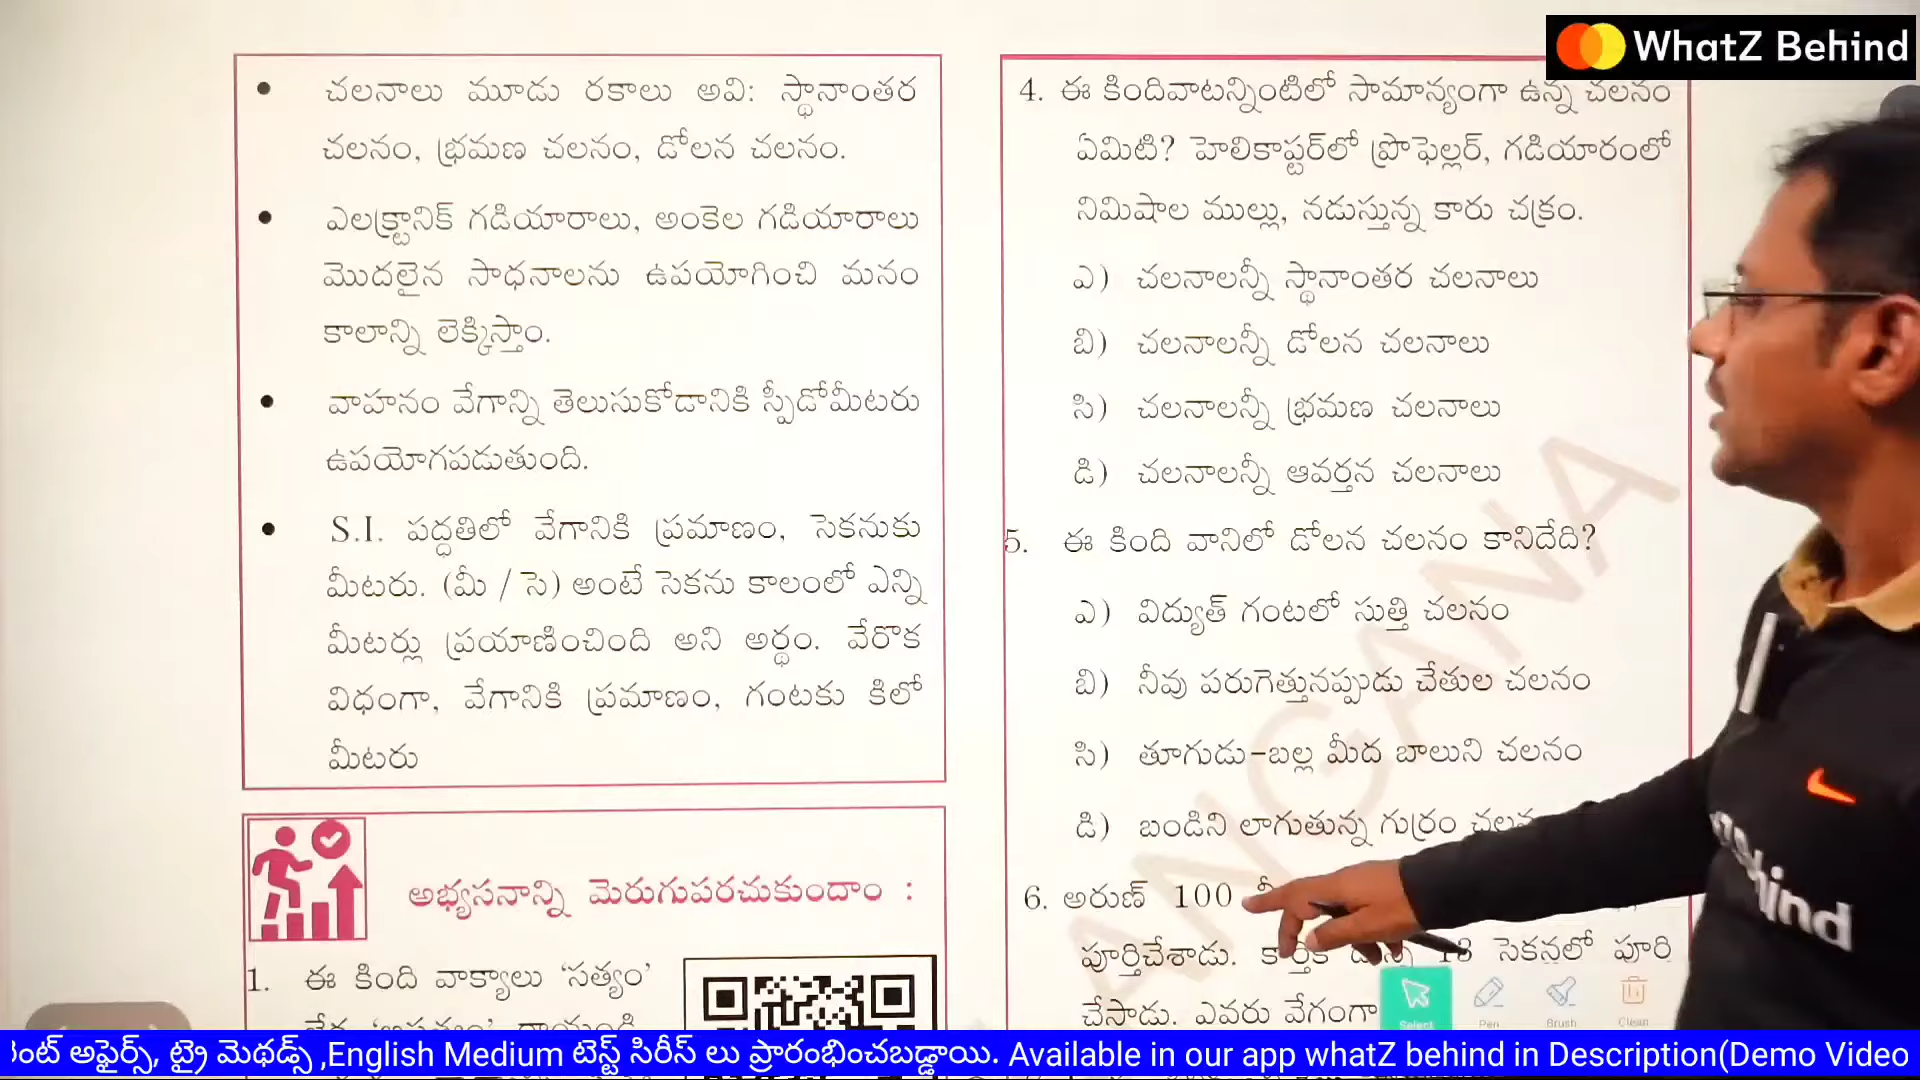 WhatZ Behind
• చలనాలు మూడు రకాలు అవి: స్థానాంతర
చలనం, భ్రమణ చలనం, డోలన చలనం.
• ఎలక్ట్రానిక్ గడియారాలు, అంకెల గడియారాలు
మొదలైన సాధనాలను ఉపయోగించి మనం
కాలాన్ని లెక్కిస్తాం.
• వాహనం వేగాన్ని తెలుసుకోడానికి స్పీడోమీటరు
ఉపయోగపడుతుంది.
• S.I. పద్ధతిలో వేగానికి ప్రమాణం, సెకనుకు
మీటరు. (మీ / సె) అంటే సెకను కాలంలో ఎన్ని
మీటర్లు ప్రయాణించింది అని అర్థం. వేరొక
విధంగా, వేగానికి ప్రమాణం, గంటకు కిలో
మీటరు
అభ్యసనాన్ని మెరుగుపరచుకుందాం :
1. ఈ కింది వాక్యాలు ‘సత్యం’
4. ఈ కిందివాటన్నింటిలో సామాన్యంగా ఉన్న చలనం
ఏమిటి? హెలికాప్టర్‌లో ప్రొఫెల్లర్, గడియారంలో
నిమిషాల ముల్లు, నడుస్తున్న కారు చక్రం.
ఎ) చలనాలన్నీ స్థానాంతర చలనాలు
బి) చలనాలన్నీ డోలన చలనాలు
సి) చలనాలన్నీ భ్రమణ చలనాలు
డి) చలనాలన్నీ ఆవర్తన చలనాలు
5. ఈ కింది వానిలో డోలన చలనం కానిదేది?
ఎ) విద్యుత్ గంటలో సుత్తి చలనం
బి) నీవు పరుగెత్తునప్పుడు చేతుల చలనం
సి) తూగుడు-బల్ల మీద బాలుని చలనం
డి) బండిని లాగుతున్న గుర్రం
6. అరుణ్ 100
పూర్తిచేశాడు. సెకనలో పూరి
చేసాడు. ఎవరు వేగంగా
ANGANA
Select Pen Brush Clean
hind
అఫైర్స్, ట్రై మెథడ్స్ ,English Medium టెస్ట్ సిరీస్ లు ప్రారంభించబడ్డాయి. Available in our app whatZ behind in Description(Demo Video